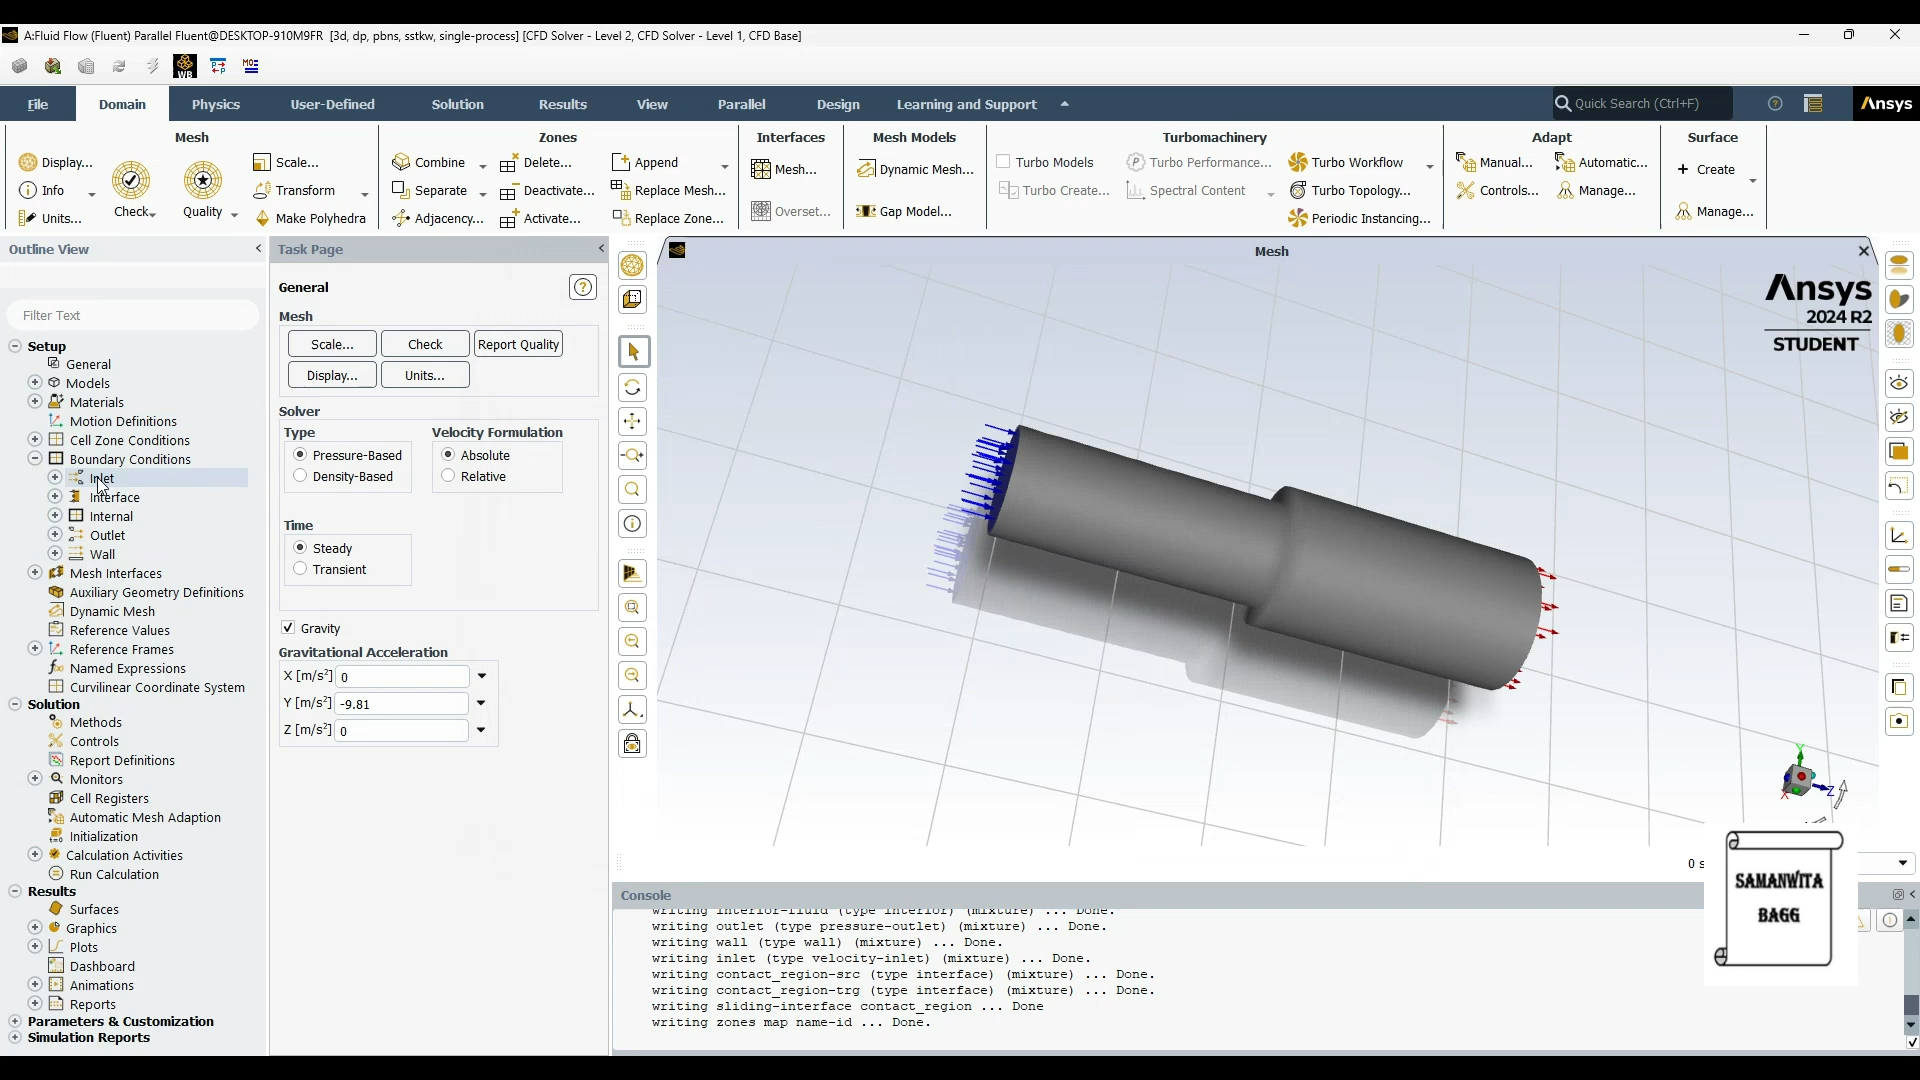 A:Fluid Flow (Fluent) Parallel Fluent@DESKTOP-910M9FR [3d, dp, pbns, sstkw, single-process] [CFD Solver - Level 2, CFD Solver - Level 1, CFD Base]
WB
File Domain Physics User-Defined Solution Results View Parallel Design Learning and Support Quick Search (Ctrl+F) Ansys
Mesh Zones Interfaces Mesh Models Turbomachinery Adapt Surface
Display... Scale... Combine Delete... Append Mesh... Dynamic Mesh... Turbo Models Turbo Performance... Turbo Workflow Manual... Automatic... Create
Info Check Quality Transform Separate Deactivate... Replace Mesh... Turbo Create... Spectral Content Turbo Topology... Controls... Manage...
Units... Make Polyhedra Adjacency... Activate... Replace Zone... Overset... Gap Model... Periodic Instancing... Manage...
Outline View
Filter Text
Setup
General
Models
Materials
Motion Definitions
Cell Zone Conditions
Boundary Conditions
Inlet
Interface
Internal
Outlet
Wall
Mesh Interfaces
Auxiliary Geometry Definitions
Dynamic Mesh
Reference Values
Reference Frames
Named Expressions
Curvilinear Coordinate System
Solution
Methods
Controls
Report Definitions
Monitors
Cell Registers
Automatic Mesh Adaption
Initialization
Calculation Activities
Run Calculation
Results
Surfaces
Graphics
Plots
Dashboard
Animations
Reports
Parameters & Customization
Simulation Reports
Task Page
General
Mesh
Scale... Check Report Quality
Display... Units...
Solver
Type Velocity Formulation
Pressure-Based Absolute
Density-Based Relative
Time
Steady
Transient
Gravity
Gravitational Acceleration
X [m/s²] 0
Y [m/s²] -9.81
Z [m/s²] 0
Mesh
Ansys
2024 R2
STUDENT
Y
Z
X
0 s
SAMANWITA
BAGG
Console
writing interior-fluid (type interior) (mixture) ... Done.
writing outlet (type pressure-outlet) (mixture) ... Done.
writing wall (type wall) (mixture) ... Done.
writing inlet (type velocity-inlet) (mixture) ... Done.
writing contact_region-src (type interface) (mixture) ... Done.
writing contact_region-trg (type interface) (mixture) ... Done.
writing sliding-interface contact_region ... Done
writing zones map name-id ... Done.